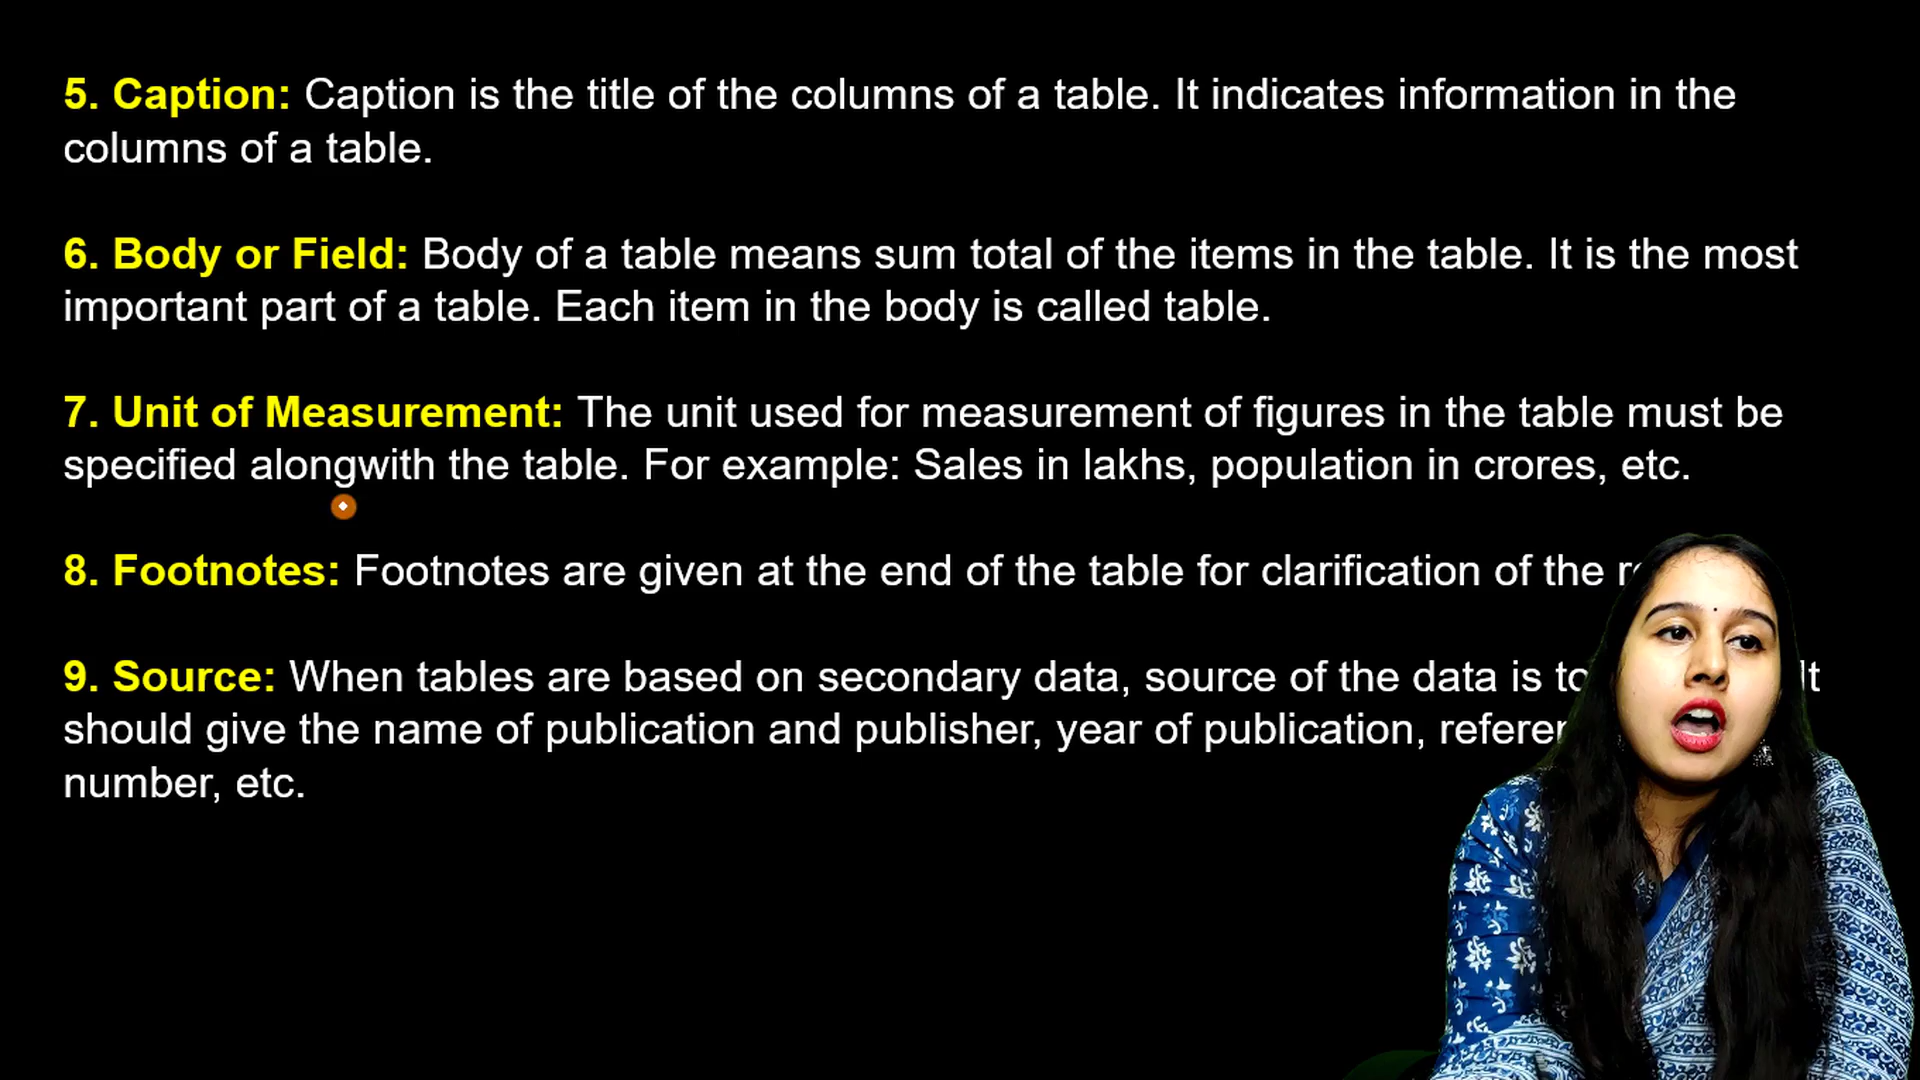 5. Caption: Caption is the title of the columns of a table. It indicates information in the
columns of a table.
6. Body or Field: Body of a table means sum total of the items in the table. It is the most
important part of a table. Each item in the body is called table.
7. Unit of Measurement: The unit used for measurement of figures in the table must be
specified alongwith the table. For example: Sales in lakhs, population in crores, etc.
8. Footnotes: Footnotes are given at the end of the table for clarification of the
9. Source: When tables are based on secondary data, source of the data is to It
should give the name of publication and publisher, year of publication,
number, etc.